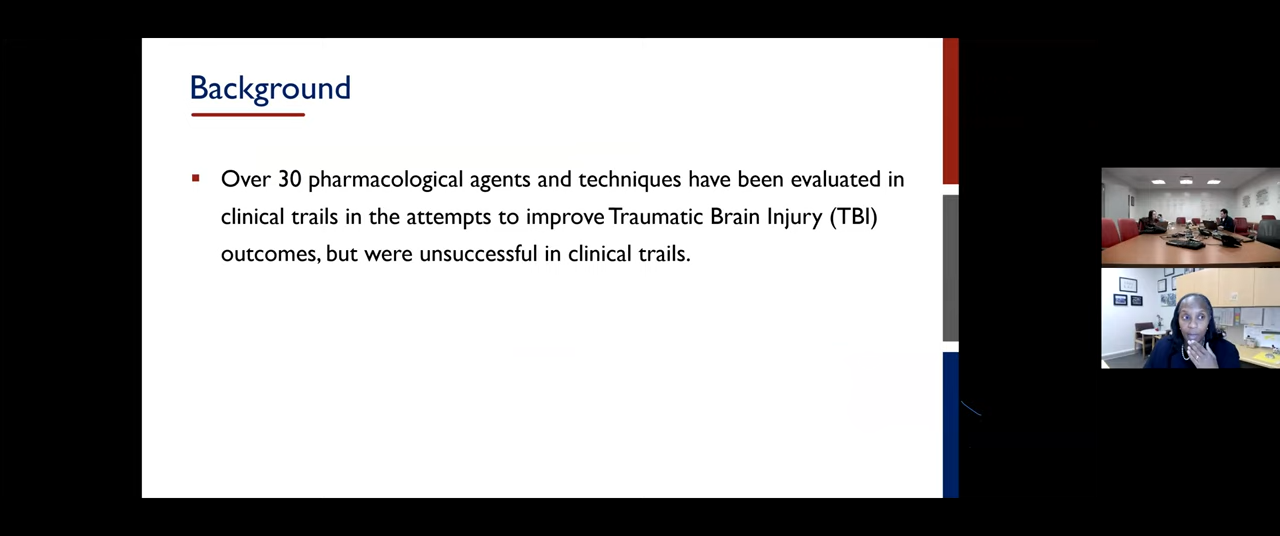 Background
▪ Over 30 pharmacological agents and techniques have been evaluated in
clinical trails in the attempts to improve Traumatic Brain Injury (TBI)
outcomes, but were unsuccessful in clinical trails.